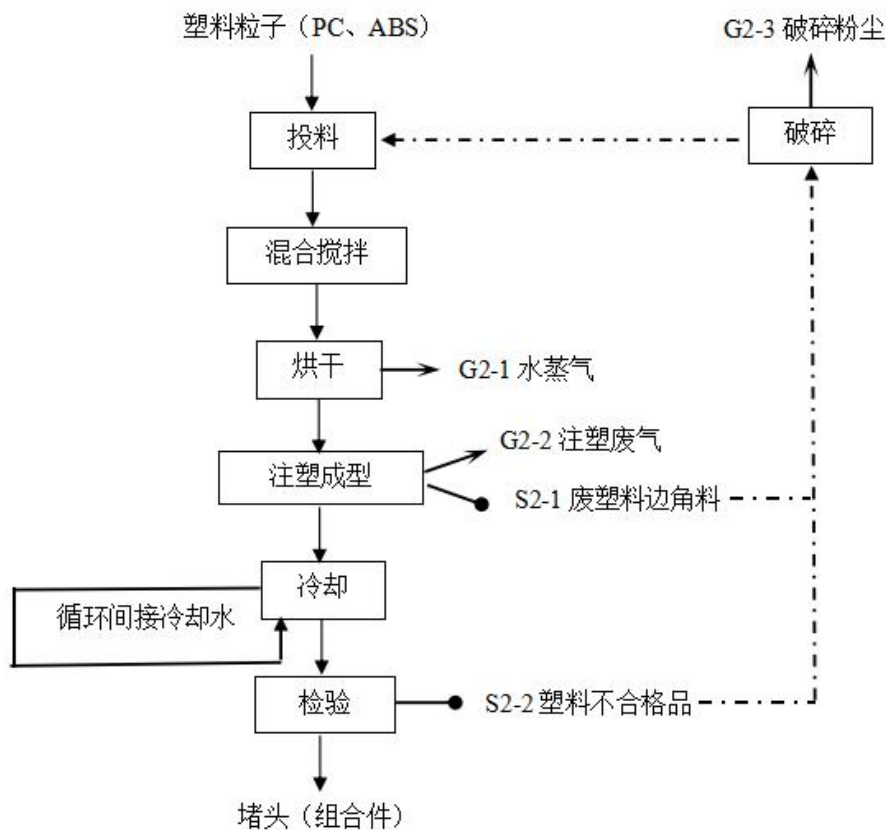 塑料粒子（PC、ABS）
G2-3 破碎粉尘
投料
破碎
混合搅拌
烘干
G2-1 水蒸气
G2-2 注塑废气
注塑成型
S2-1 废塑料边角料
冷却
循环间接冷却水
检验
S2-2 塑料不合格品
堵头（组合件）